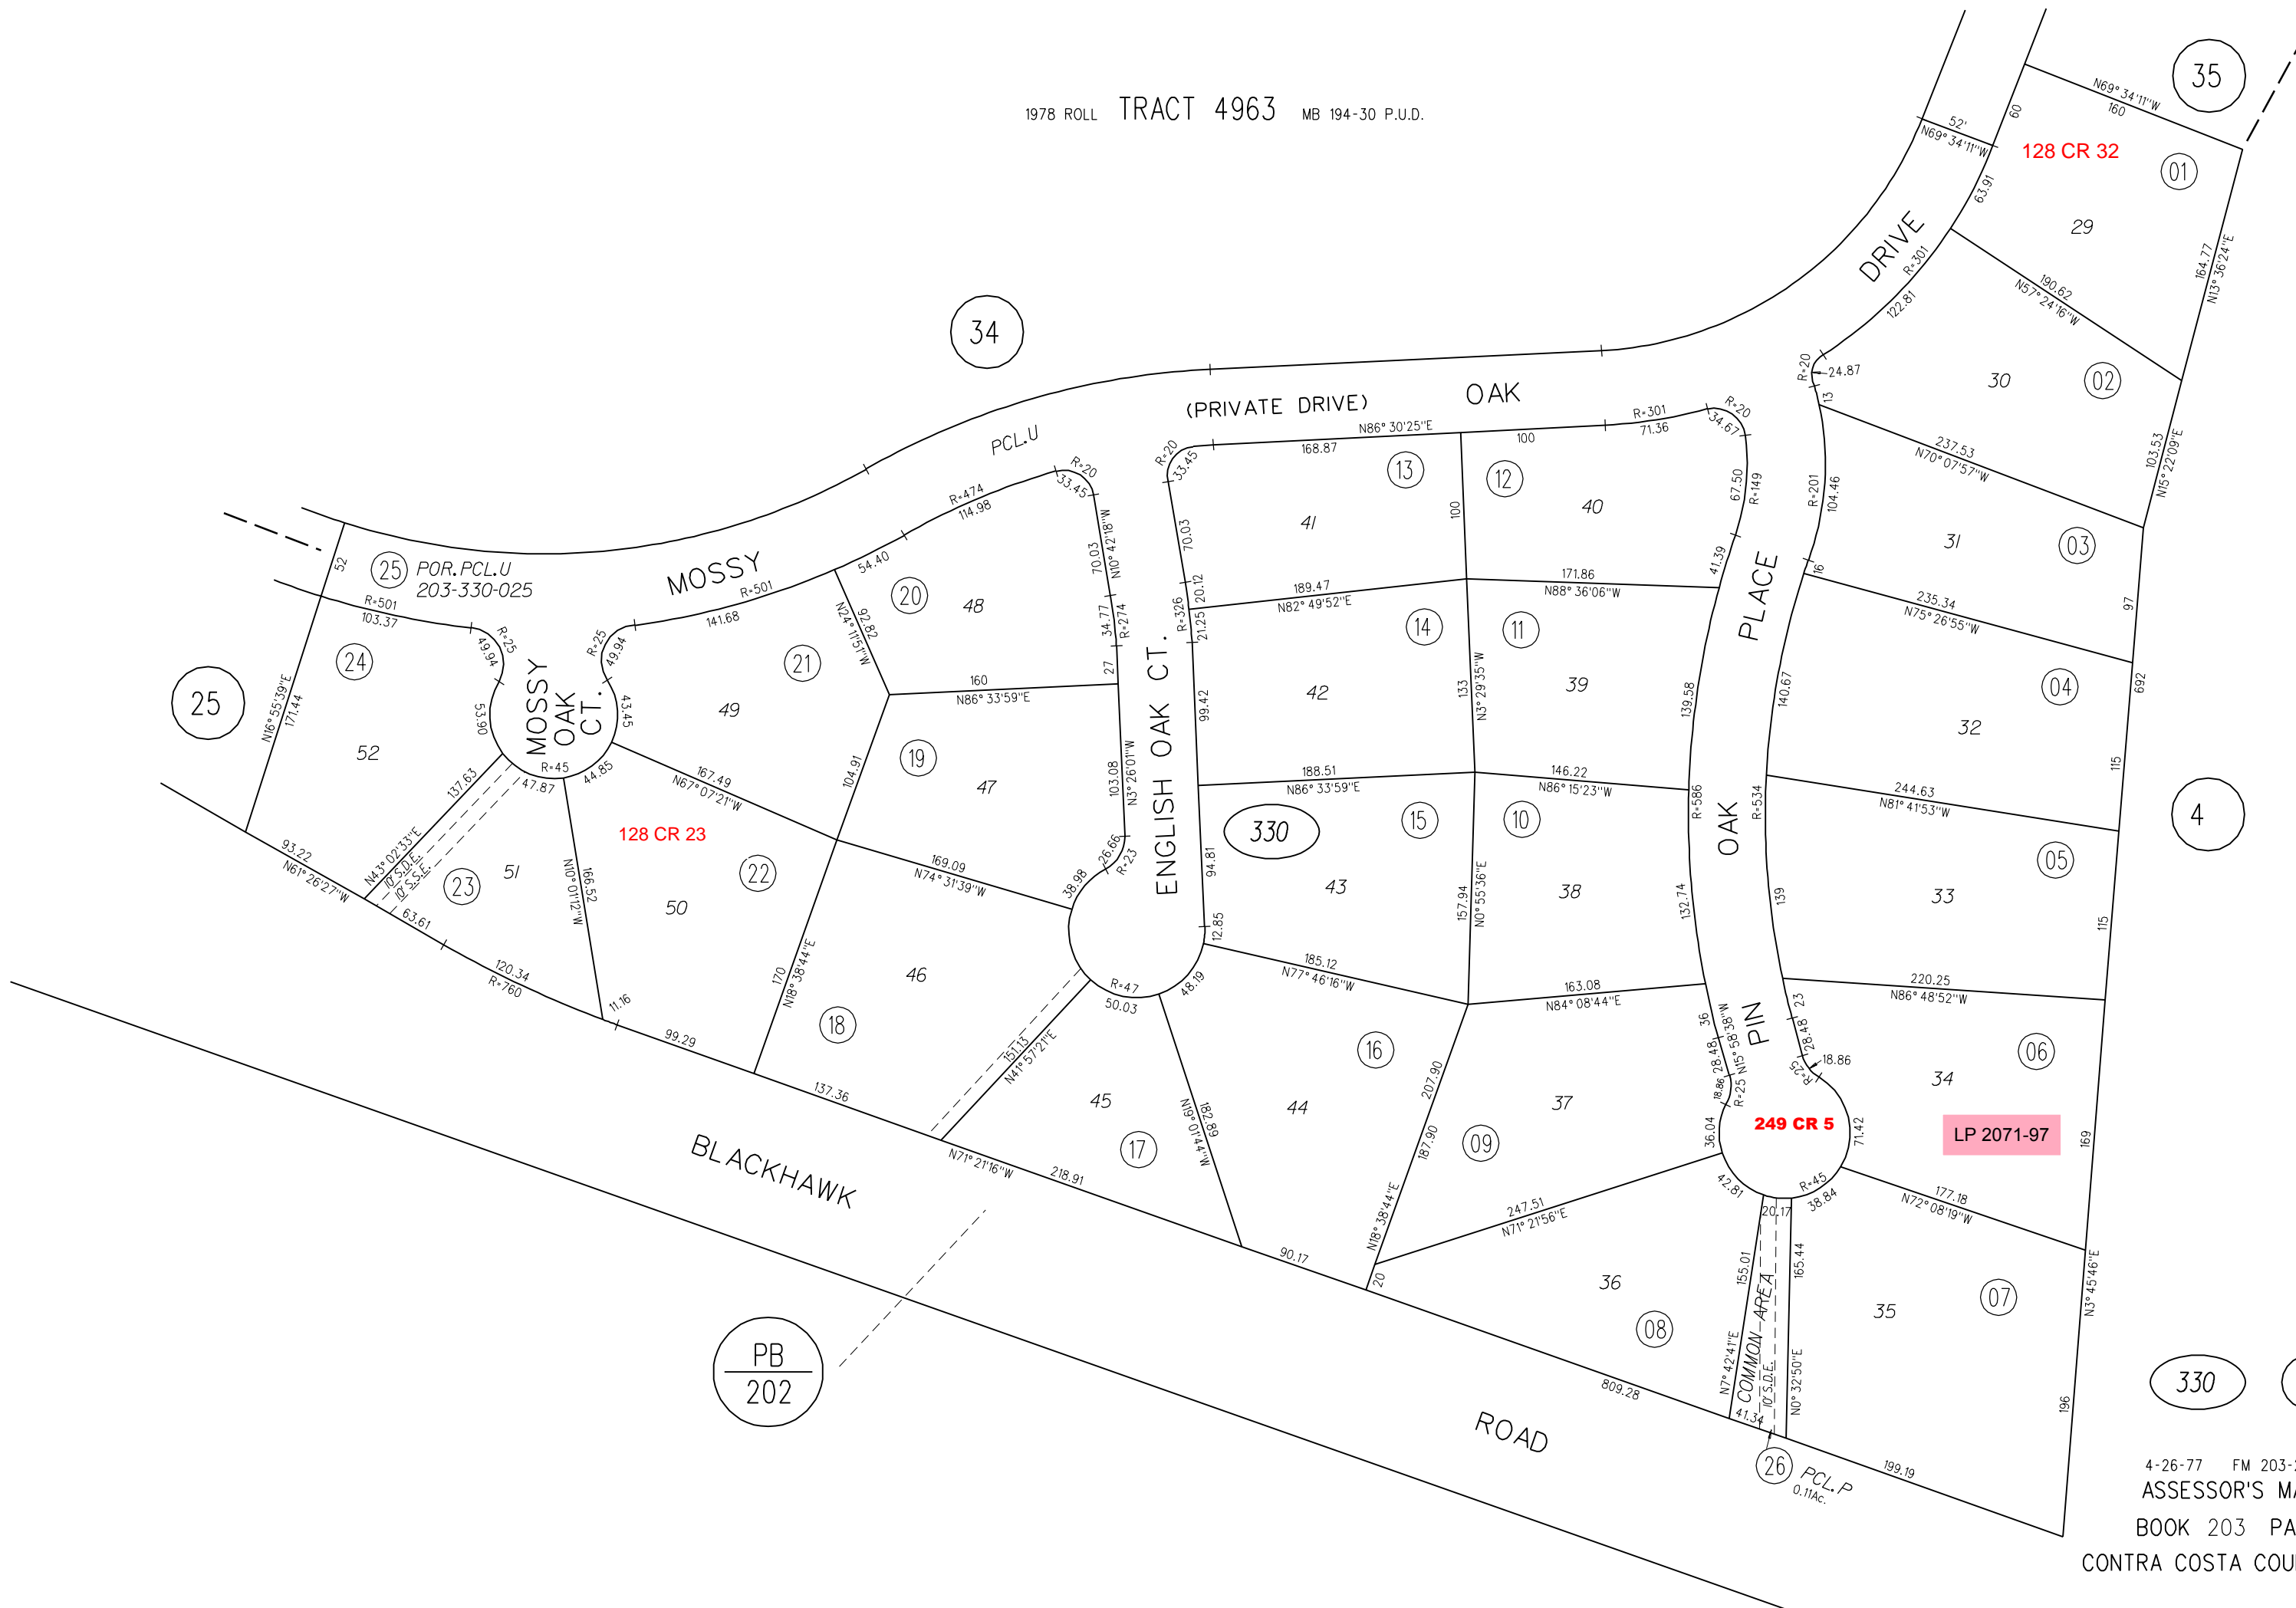 1978 ROLL TRACT 4963 MB 194-30 P.U.D.
35
N69°34'11"W
160
60
52'
N69°34'11"W
128 CR 32
01
63.91
29
164.77
N13°36'24"E
DRIVE
R=301
122.81
190.62
N57°24'16"W
34
R=20
24.87
13
30
02
(PRIVATE DRIVE)
OAK
PCL.U
N86°30'25"E
168.87
100
R=301
71.36
R=20
34.67
237.53
N70°07'57"W
103.53
N15°22'09"E
R=20
33.45
R=20
33.45
13
12
41
40
100
67.50
R=149
R=201
104.46
31
03
R=474
114.98
54.40
70.03
N10°42'18"W
70.03
20.12
41.39
16
MOSSY
R=501
141.68
52
25
POR.PCL.U
203-330-025
R=501
103.37
R=25
49.94
R=25
49.94
20
48
N24°11'51"W
92.82
34.77
R=274
27
R=326
21.25
189.47
N82°49'52"E
171.86
N88°36'06"W
PLACE
235.34
N75°26'55"W
97
692
24
21
14
11
04
25
N16°55'39"E
171.44
53.90
MOSSY
OAK
CT.
43.45
49
160
N86°33'59"E
42
39
99.42
133
N3°29'35"W
139.58
140.67
32
52
137.63
R=45
47.87
44.85
167.49
N67°07'21"W
104.91
19
47
103.08
N3°26'01"W
ENGLISH OAK CT.
188.51
N86°33'59"E
146.22
N86°15'23"W
R=586
R=534
244.63
N81°41'53"W
115
4
128 CR 23
330
15
10
OAK
05
93.22
N61°26'27"W
N43°02'33"E
10' S.D.E.
10' S.S.E.
23
51
N10°01'12"W
166.52
22
50
169.09
N74°31'39"W
38.98
26.66
R=23
94.81
43
38
157.94
N0°55'36"E
132.74
139
33
115
63.61
12.85
120.34
R=760
11.16
170
N18°38'44"E
46
R=47
50.03
48.19
185.12
N77°46'16"W
163.08
N84°08'44"E
220.25
N86°48'52"W
99.29
18
151.13
N41°57'21"E
16
36
28.48
N15°58'38"W
PIN
23
28.48
18.86
R=25
06
34
137.36
45
44
207.90
187.90
37
18.86
R=25
249 CR 5
36.04
71.42
LP 2071-97
169
BLACKHAWK
N71°21'16"W
218.91
17
N19°01'44"W
182.89
09
42.81
R=45
38.84
177.18
N72°08'19"W
247.51
N71°21'56"E
N18°38'44"E
20
90.17
20.17
N3°45'46"E
155.01
165.44
36
08
35
07
PB
202
809.28
N7°42'41"E
COMMON AREA
10' S.D.E.
N0°32'50"E
41.34
330
196
ROAD
26
PCL.P
0.11Ac.
199.19
4-26-77 FM 203-
ASSESSOR'S MA
BOOK 203 PA
CONTRA COSTA COU